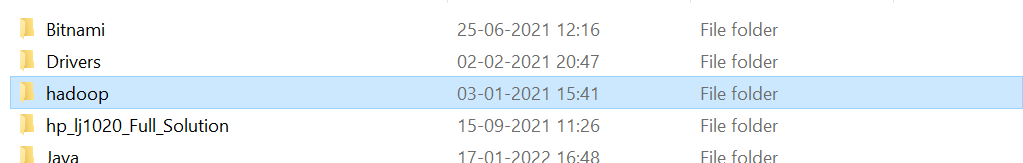 Bitnami 25-06-2021 12:16 File folder
Drivers 02-02-2021 20:47 File folder
hadoop 03-01-2021 15:41 File folder
hp_lj1020_Full_Solution 15-09-2021 11:26 File folder
Java 17-01-2022 16:48 File folder